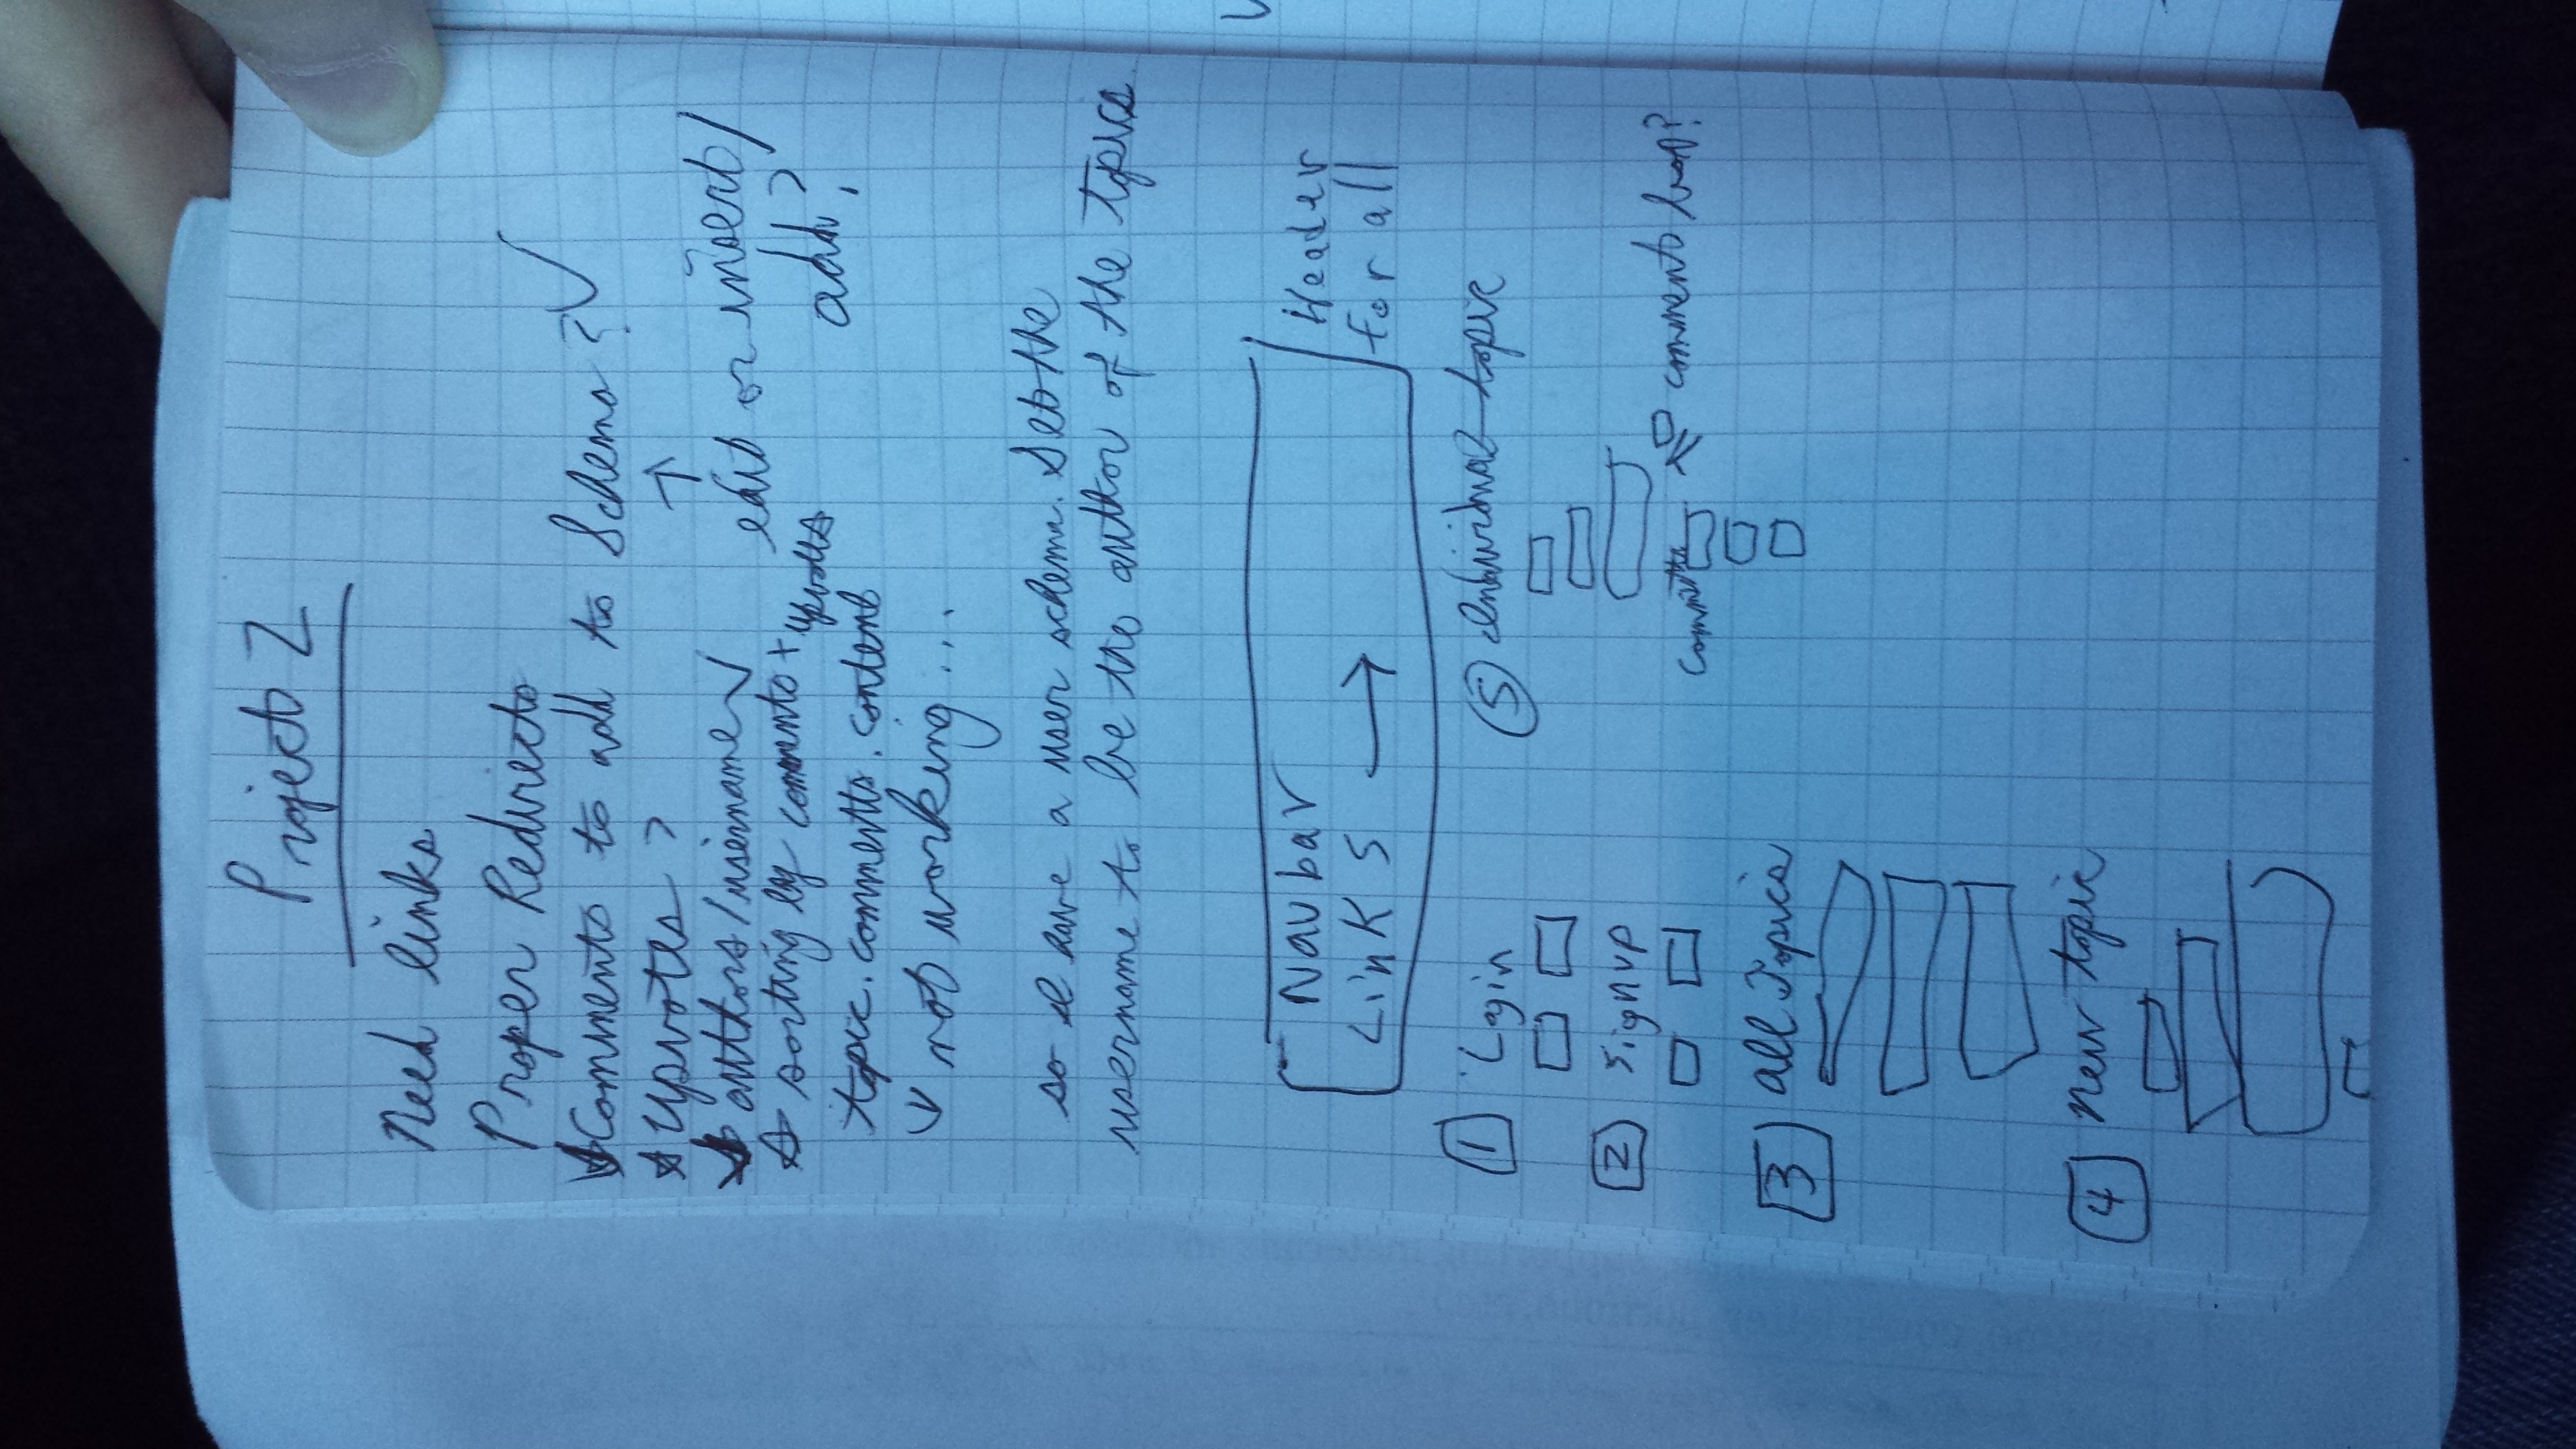 Project 2
Need links
Proper Redirects
Comments to add to Schema ?
Upvotes ?
authors/username
edit or insert/
add?
sorting by comments + upvotes
topic.comments.content
not working...
so I have a user schema. Set the
username to be the author of the topics.
Navbar
Links →
Header
for all
1 Login
2 Signup
3 All Topics
4 New topic
5 Individual topic
Comments
comments